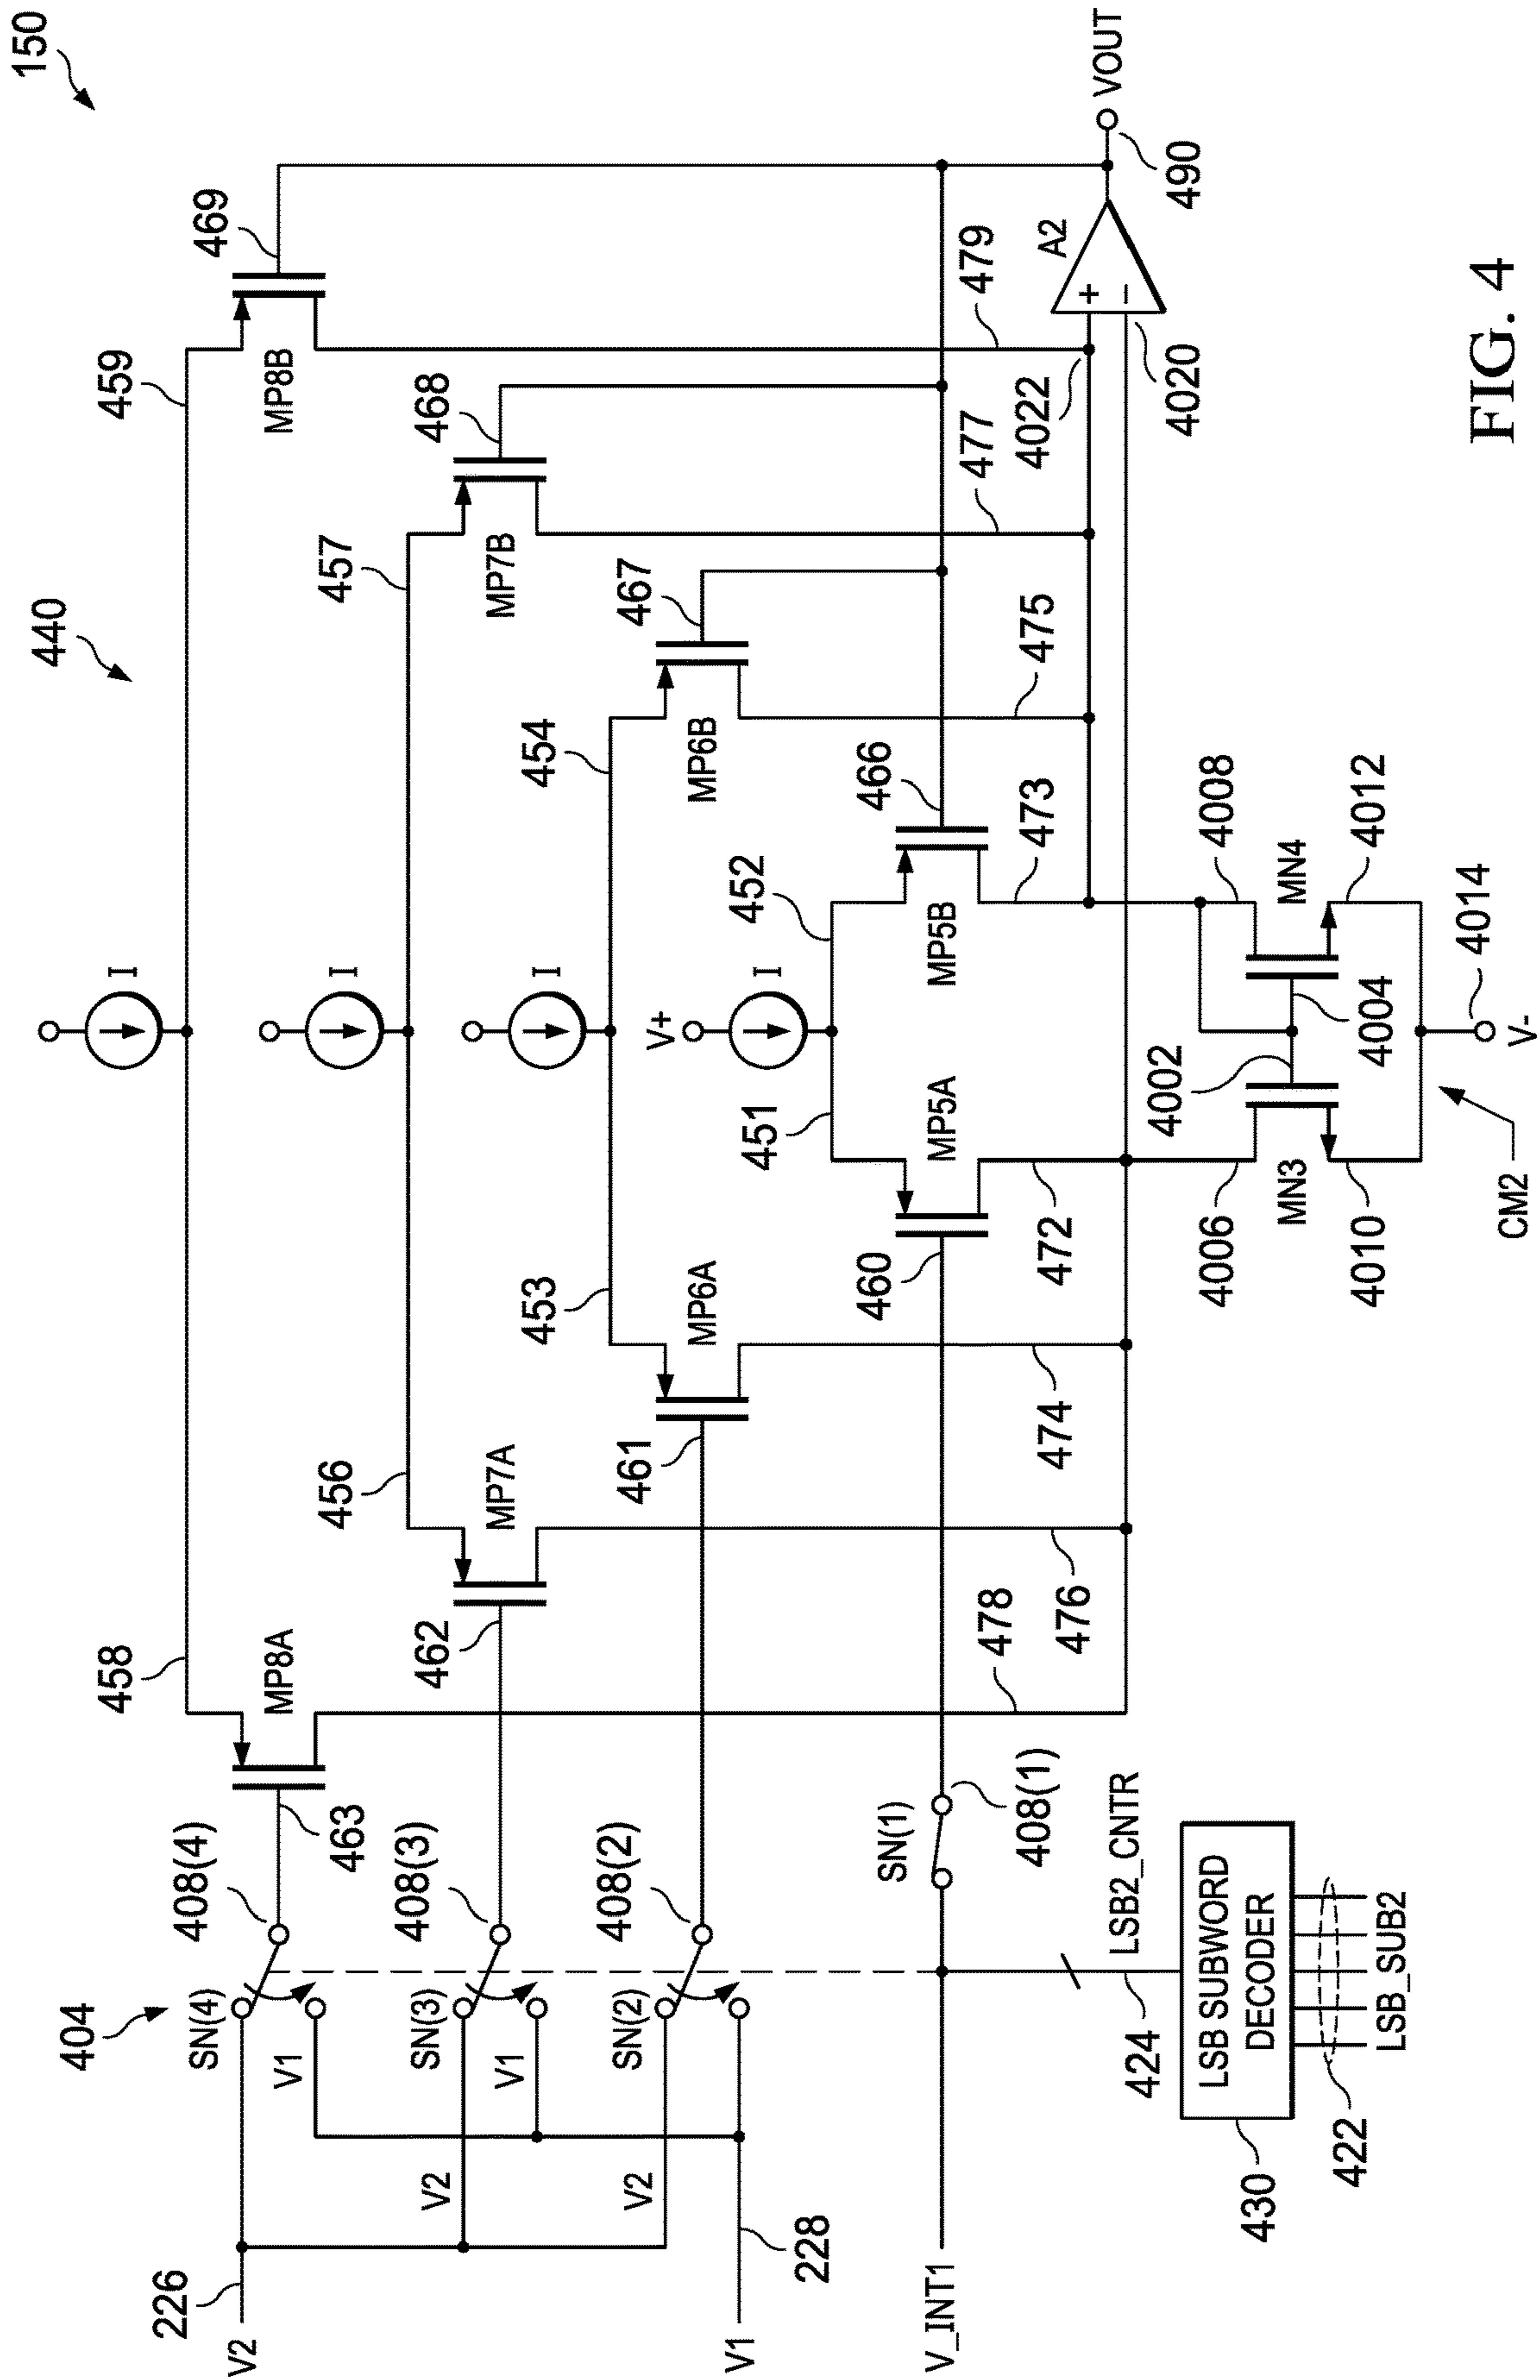 150
440
404
I
I
I
V+
I
458
459
MP8A
MP8B
463
469
408(4)
SN(4)
V1
456
457
MP7A
MP7B
462
468
408(3)
SN(3)
V1
V2
453
454
MP6A
MP6B
461
467
408(2)
SN(2)
V2
226
V2
228
V1
451
452
MP5A
MP5B
460
466
SN(1)
408(1)
V_INT1
478
476
474
472
473
475
477
479
4022
4020
A2
+
−
VOUT
490
LSB2_CNTR
424
LSB SUBWORD
DECODER
430
422
LSB_SUB2
4006
4002
4008
MN3
MN4
4004
4010
4012
CM2
V-
4014
FIG. 4